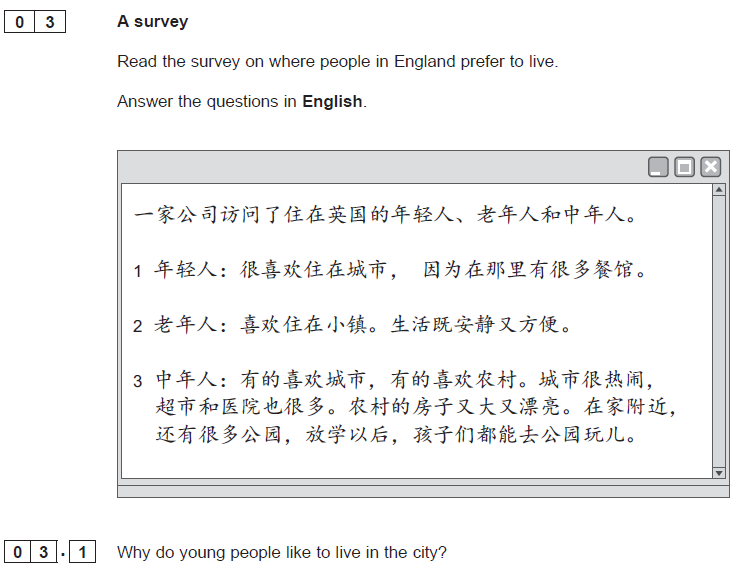 0 3 A survey
Read the survey on where people in England prefer to live.
Answer the questions in English.
一家公司访问了住在英国的年轻人、老年人和中年人。
1 年轻人：很喜欢住在城市， 因为在那里有很多餐馆。
2 老年人：喜欢住在小镇。生活既安静又方便。
3 中年人：有的喜欢城市，有的喜欢农村。城市很热闹，
超市和医院也很多。农村的房子又大又漂亮。在家附近，
还有很多公园，放学以后，孩子们都能去公园玩儿。
0 3 . 1 Why do young people like to live in the city?